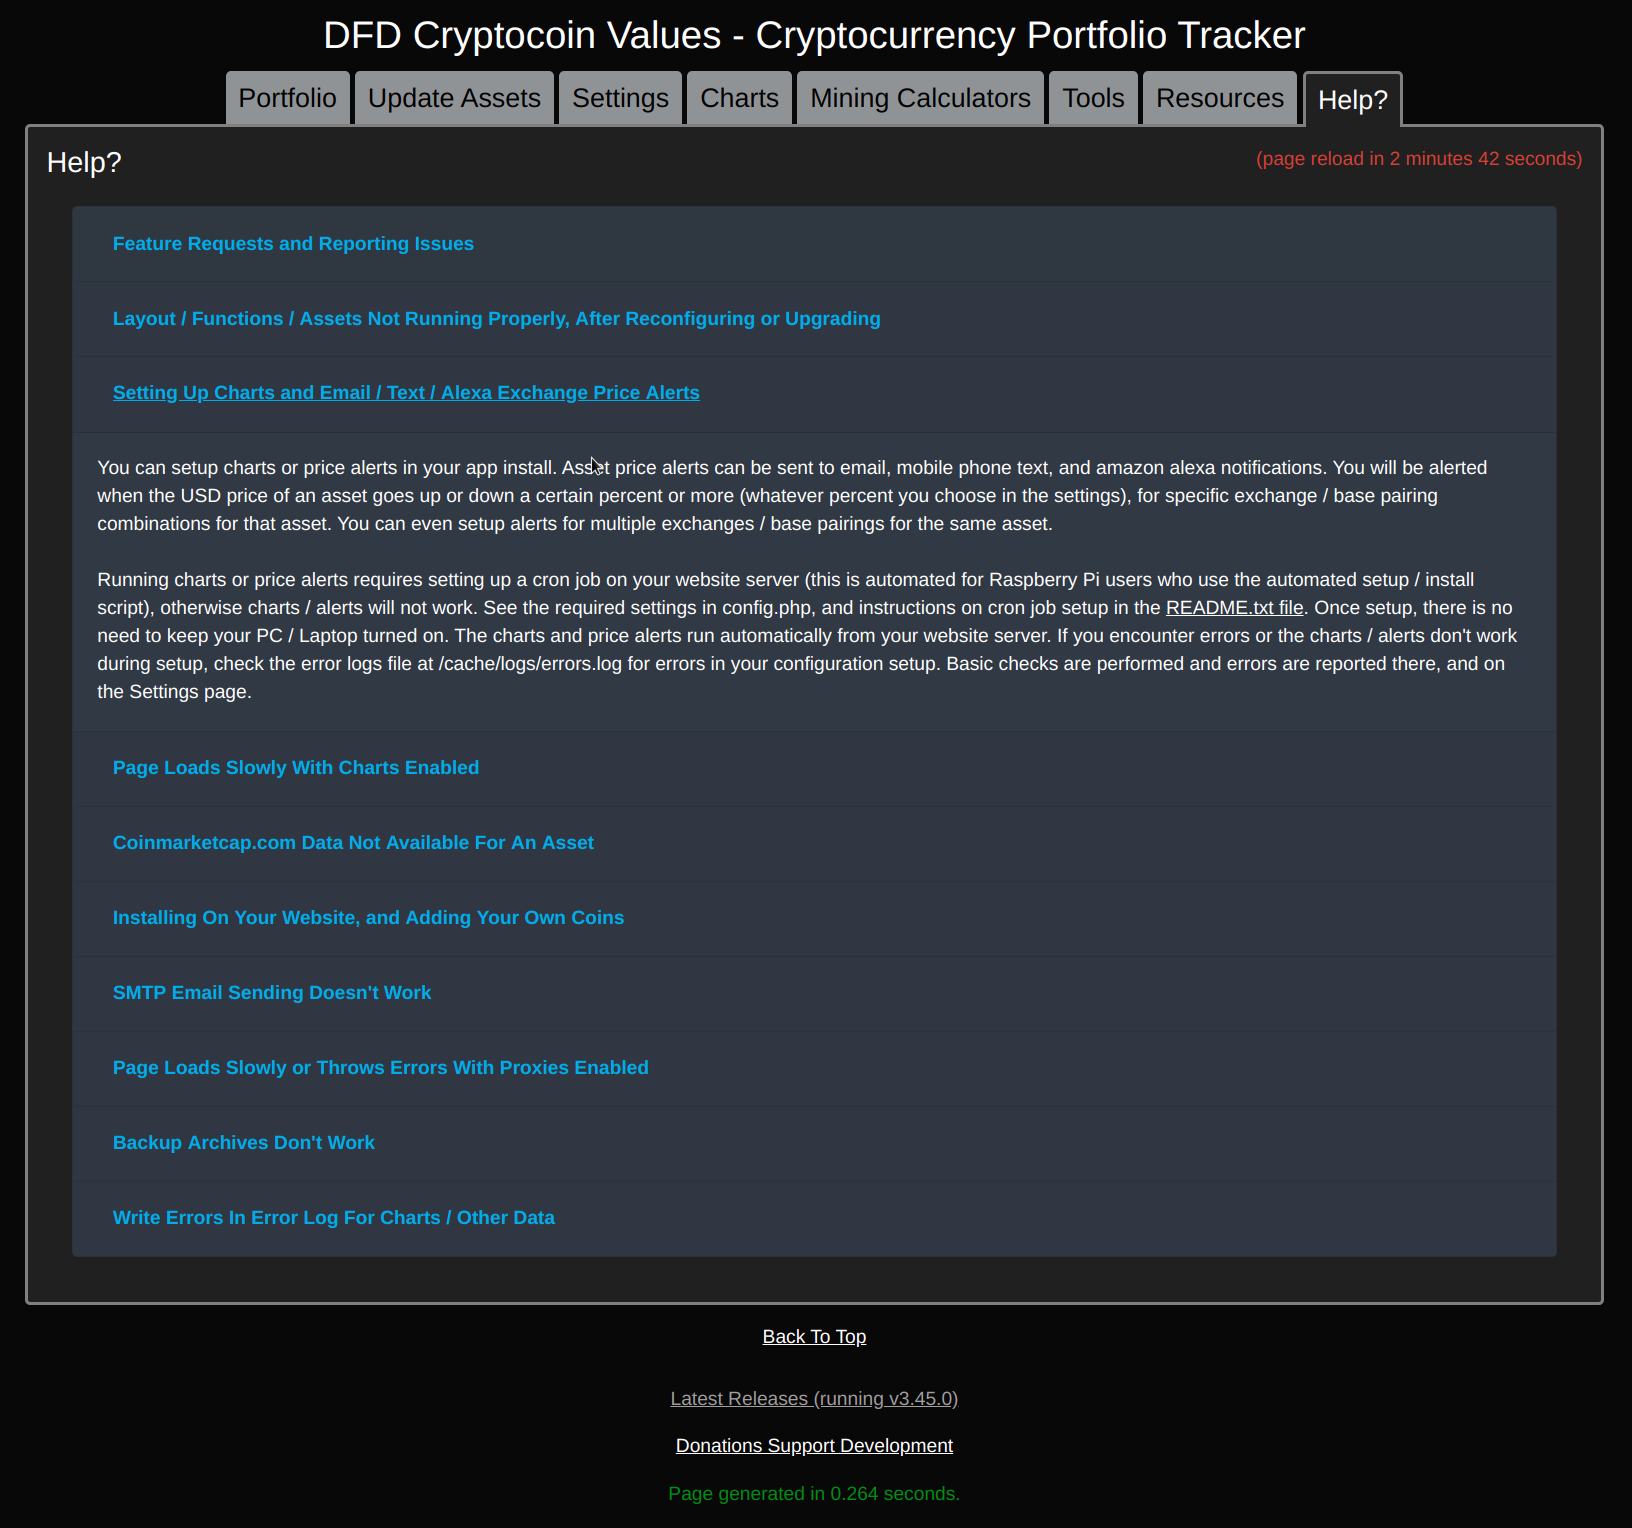 DFD Cryptocoin Values - Cryptocurrency Portfolio Tracker
Portfolio Update Assets Settings Charts Mining Calculators Tools Resources Help?
Help?
(page reload in 2 minutes 42 seconds)
Feature Requests and Reporting Issues
Layout / Functions / Assets Not Running Properly, After Reconfiguring or Upgrading
Setting Up Charts and Email / Text / Alexa Exchange Price Alerts
You can setup charts or price alerts in your app install. Asset price alerts can be sent to email, mobile phone text, and amazon alexa notifications. You will be alerted
when the USD price of an asset goes up or down a certain percent or more (whatever percent you choose in the settings), for specific exchange / base pairing
combinations for that asset. You can even setup alerts for multiple exchanges / base pairings for the same asset.
Running charts or price alerts requires setting up a cron job on your website server (this is automated for Raspberry Pi users who use the automated setup / install
script), otherwise charts / alerts will not work. See the required settings in config.php, and instructions on cron job setup in the README.txt file. Once setup, there is no
need to keep your PC / Laptop turned on. The charts and price alerts run automatically from your website server. If you encounter errors or the charts / alerts don't work
during setup, check the error logs file at /cache/logs/errors.log for errors in your configuration setup. Basic checks are performed and errors are reported there, and on
the Settings page.
Page Loads Slowly With Charts Enabled
Coinmarketcap.com Data Not Available For An Asset
Installing On Your Website, and Adding Your Own Coins
SMTP Email Sending Doesn't Work
Page Loads Slowly or Throws Errors With Proxies Enabled
Backup Archives Don't Work
Write Errors In Error Log For Charts / Other Data
Back To Top
Latest Releases (running v3.45.0)
Donations Support Development
Page generated in 0.264 seconds.